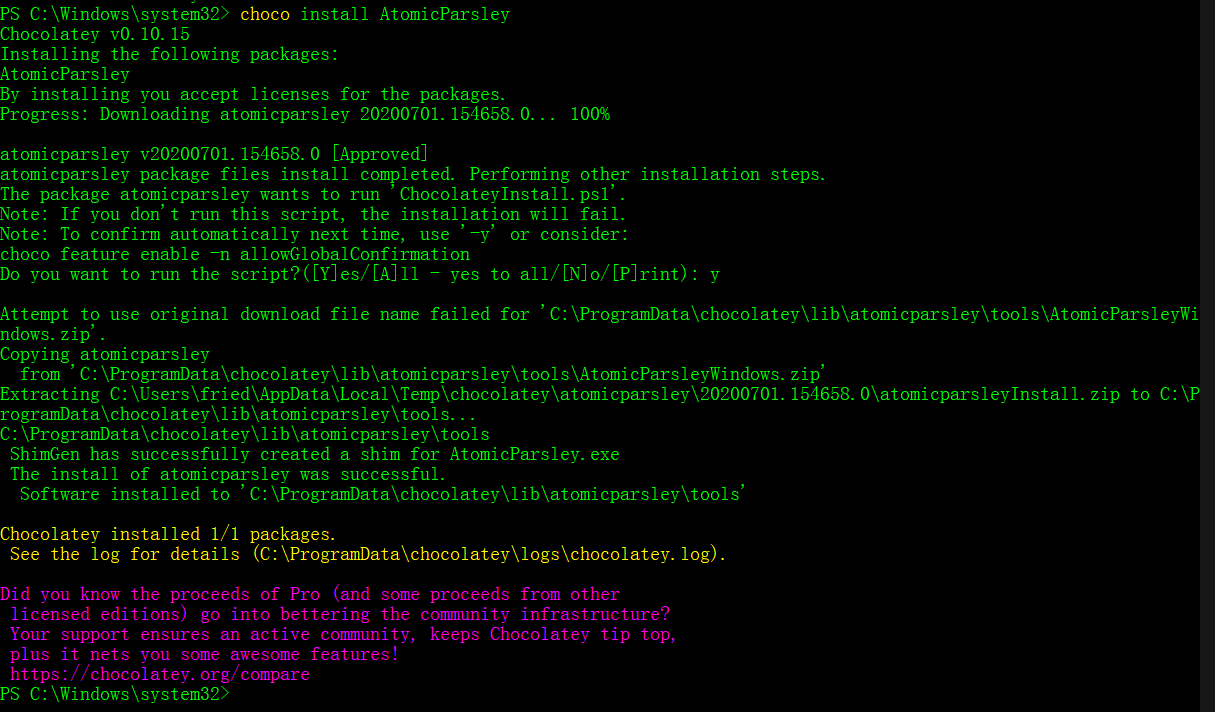 PS C:\Windows\system32> choco install AtomicParsley
Chocolatey v0.10.15
Installing the following packages:
AtomicParsley
By installing you accept licenses for the packages.
Progress: Downloading atomicparsley 20200701.154658.0... 100%
atomicparsley v20200701.154658.0 [Approved]
atomicparsley package files install completed. Performing other installation steps.
The package atomicparsley wants to run 'ChocolateyInstall.ps1'.
Note: If you don't run this script, the installation will fail.
Note: To confirm automatically next time, use '-y' or consider:
choco feature enable -n allowGlobalConfirmation
Do you want to run the script?([Y]es/[A]ll - yes to all/[N]o/[P]rint): y
Attempt to use original download file name failed for 'C:\ProgramData\chocolatey\lib\atomicparsley\tools\AtomicParsleyWi
ndows.zip'.
Copying atomicparsley
from 'C:\ProgramData\chocolatey\lib\atomicparsley\tools\AtomicParsleyWindows.zip'
Extracting C:\Users\fried\AppData\Local\Temp\chocolatey\atomicparsley\20200701.154658.0\atomicparsleyInstall.zip to C:\P
rogramData\chocolatey\lib\atomicparsley\tools...
C:\ProgramData\chocolatey\lib\atomicparsley\tools
ShimGen has successfully created a shim for AtomicParsley.exe
The install of atomicparsley was successful.
Software installed to 'C:\ProgramData\chocolatey\lib\atomicparsley\tools'
Chocolatey installed 1/1 packages.
See the log for details (C:\ProgramData\chocolatey\logs\chocolatey.log).
Did you know the proceeds of Pro (and some proceeds from other
licensed editions) go into bettering the community infrastructure?
Your support ensures an active community, keeps Chocolatey tip top,
plus it nets you some awesome features!
https://chocolatey.org/compare
PS C:\Windows\system32>